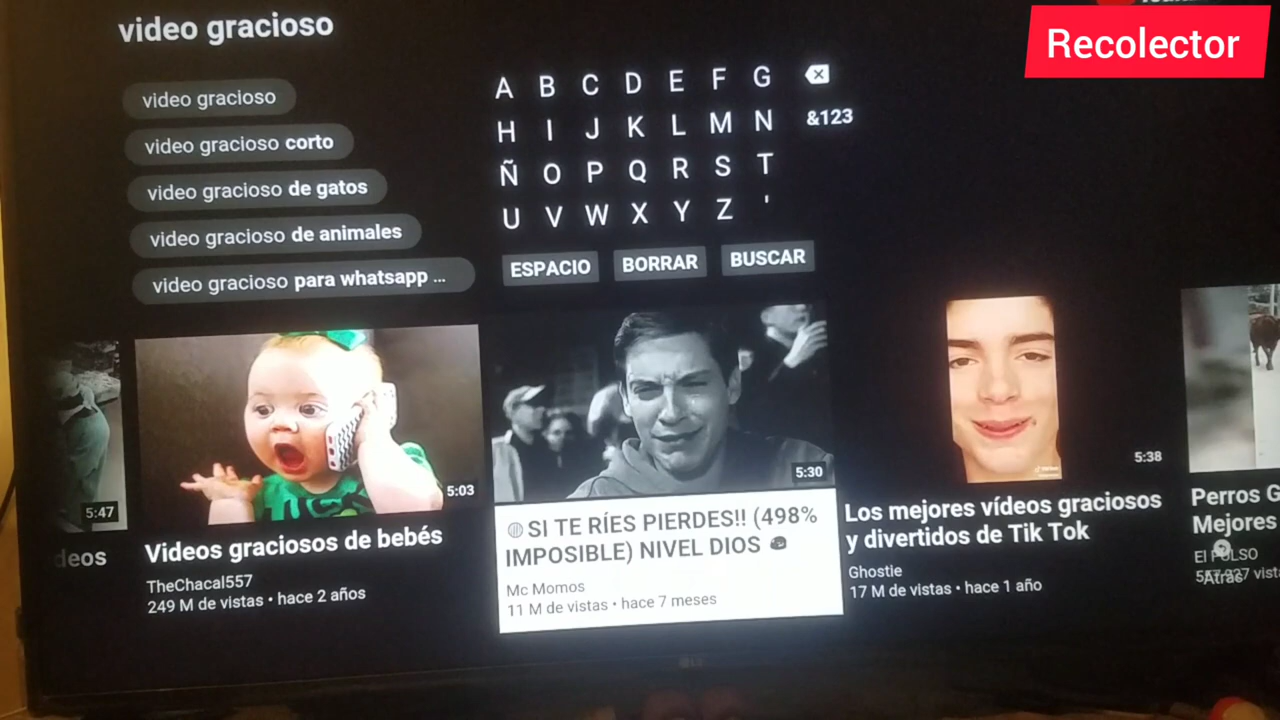 video gracioso
Recolector
video gracioso
video gracioso corto
video gracioso de gatos
video gracioso de animales
video gracioso para whatsapp ...
A B C D E F G
&123
H I J K L M N
Ñ O P Q R S T
U V W X Y Z '
ESPACIO BORRAR BUSCAR
5:47
deos
5:03
Videos graciosos de bebés
TheChacal557
249 M de vistas • hace 2 años
5:30
SI TE RÍES PIERDES!! (498%
IMPOSIBLE) NIVEL DIOS
Mc Momos
11 M de vistas • hace 7 meses
5:38
Los mejores vídeos graciosos
y divertidos de Tik Tok
Ghostie
17 M de vistas • hace 1 año
Perros G
Mejores
El PULSO
Atrás
LG